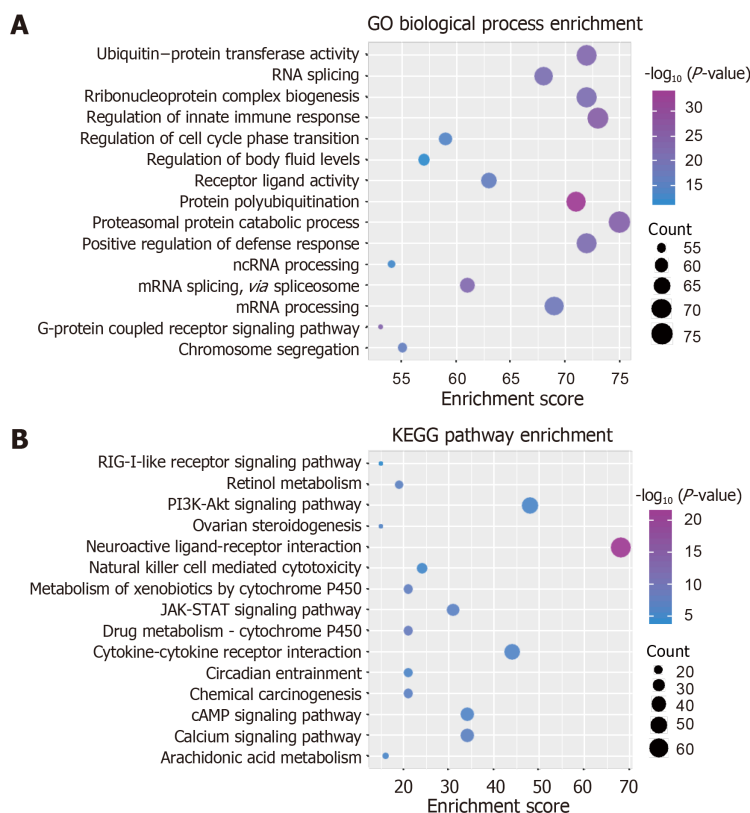 A
GO biological process enrichment
Ubiquitin−protein transferase activity
RNA splicing
Rribonucleoprotein complex biogenesis
Regulation of innate immune response
Regulation of cell cycle phase transition
Regulation of body fluid levels
Receptor ligand activity
Protein polyubiquitination
Proteasomal protein catabolic process
Positive regulation of defense response
ncRNA processing
mRNA splicing, via spliceosome
mRNA processing
G-protein coupled receptor signaling pathway
Chromosome segregation
55 60 65 70 75
Enrichment score
-log10 (P-value)
30
25
20
15
Count
55
60
65
70
75
B
KEGG pathway enrichment
RIG-I-like receptor signaling pathway
Retinol metabolism
PI3K-Akt signaling pathway
Ovarian steroidogenesis
Neuroactive ligand-receptor interaction
Natural killer cell mediated cytotoxicity
Metabolism of xenobiotics by cytochrome P450
JAK-STAT signaling pathway
Drug metabolism - cytochrome P450
Cytokine-cytokine receptor interaction
Circadian entrainment
Chemical carcinogenesis
cAMP signaling pathway
Calcium signaling pathway
Arachidonic acid metabolism
20 30 40 50 60 70
Enrichment score
-log10 (P-value)
20
15
10
5
Count
20
30
40
50
60